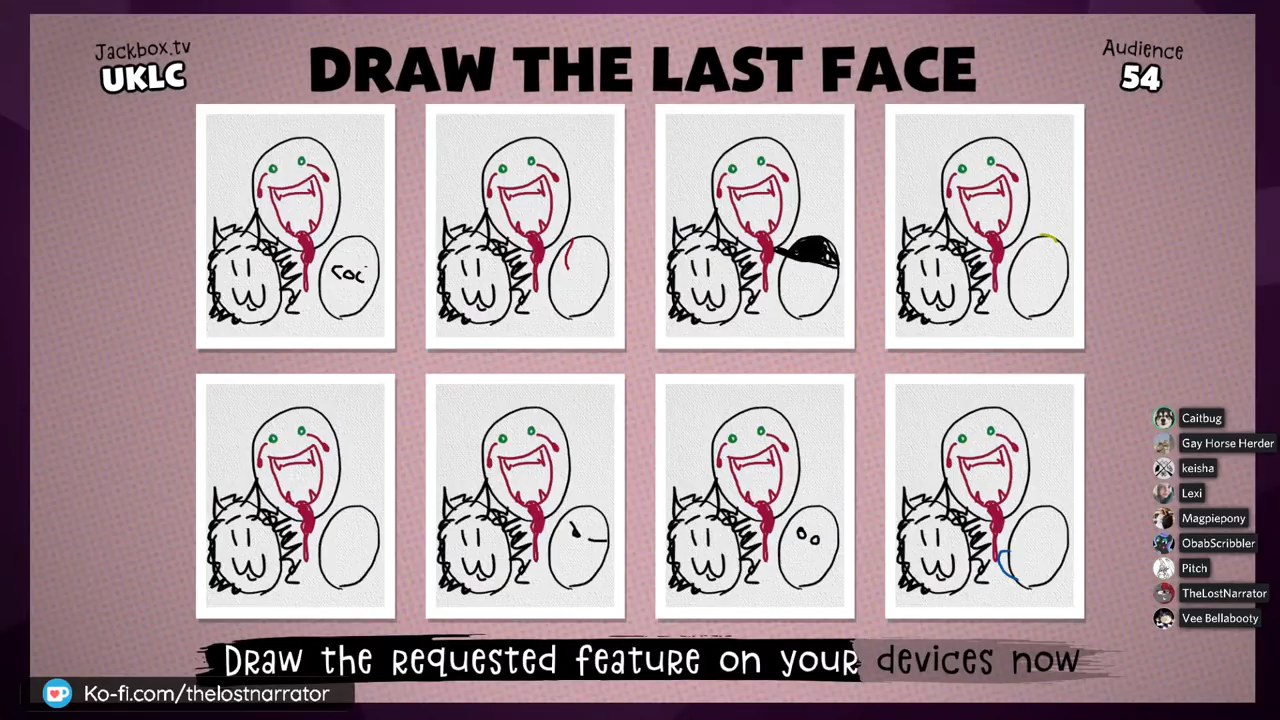 Jackbox.tv
UKLC
DRAW THE LAST FACE
Audience
54
Caitbug
Gay Horse Herder
keisha
Lexi
Magpiepony
ObabScribbler
Pitch
TheLostNarrator
Vee Bellabooty
Draw the requested feature on your devices now
Ko-fi.com/thelostnarrator